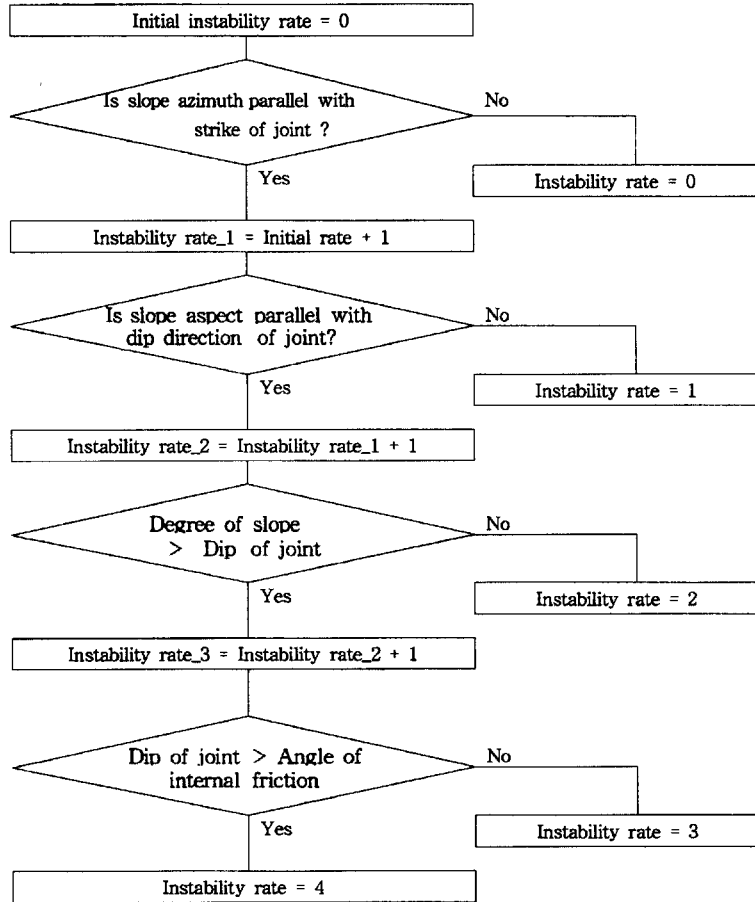 Initial instability rate = 0
Is slope azimuth parallel with
strike of joint ?
No
Yes
Instability rate = 0
Instability rate_1 = Initial rate + 1
Is slope aspect parallel with
dip direction of joint?
No
Yes
Instability rate = 1
Instability rate_2 = Instability rate_1 + 1
Degree of slope
> Dip of joint
No
Yes
Instability rate = 2
Instability rate_3 = Instability rate_2 + 1
Dip of joint > Angle of
internal friction
No
Yes
Instability rate = 3
Instability rate = 4